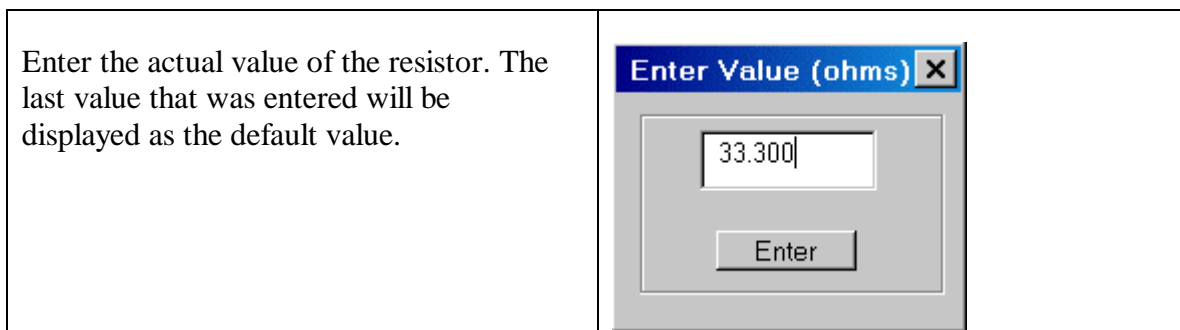 Enter the actual value of the resistor. The
last value that was entered will be
displayed as the default value.
Enter Value (ohms)
33.300
Enter